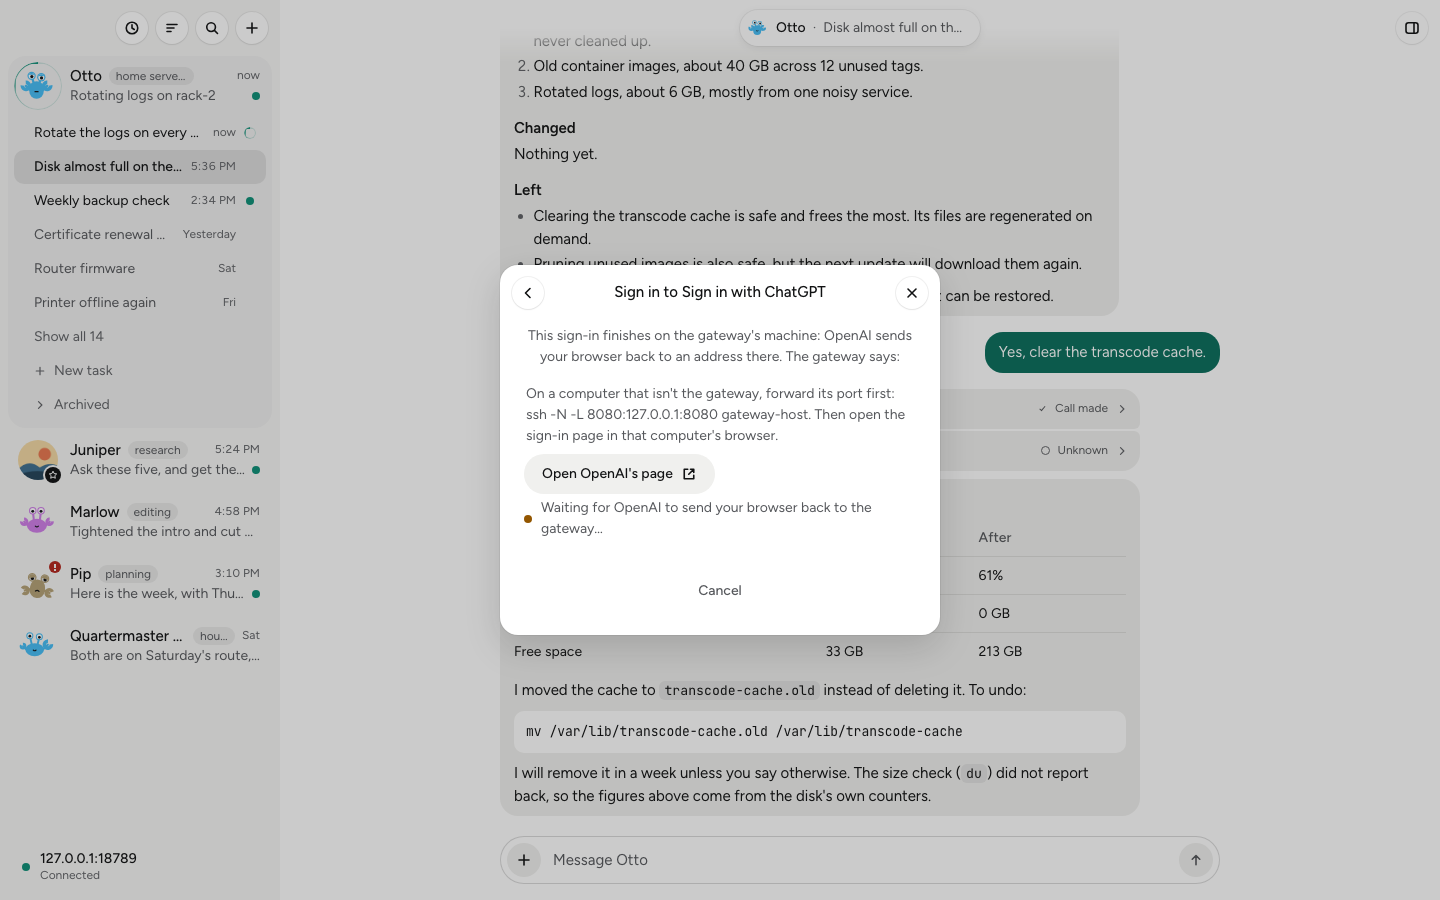 Otto home serve... now
Rotating logs on rack-2
Rotate the logs on every ... now
Disk almost full on the... 5:36 PM
Weekly backup check 2:34 PM
Certificate renewal ... Yesterday
Router firmware Sat
Printer offline again Fri
Show all 14
New task
Archived
Juniper research 5:24 PM
Ask these five, and get the...
Marlow editing 4:58 PM
Tightened the intro and cut ...
Pip planning 3:10 PM
Here is the week, with Thu...
Quartermaster ... hou... Sat
Both are on Saturday's route,...
127.0.0.1:18789
Connected
Otto · Disk almost full on th...
never cleaned up.
2. Old container images, about 40 GB across 12 unused tags.
3. Rotated logs, about 6 GB, mostly from one noisy service.
Changed
Nothing yet.
Left
Clearing the transcode cache is safe and frees the most. Its files are regenerated on
demand.
Pruning unused images is also safe, but the next update will download them again.
can be restored.
Yes, clear the transcode cache.
Call made
Unknown
Sign in to Sign in with ChatGPT
This sign-in finishes on the gateway's machine: OpenAI sends
your browser back to an address there. The gateway says:
On a computer that isn't the gateway, forward its port first:
ssh -N -L 8080:127.0.0.1:8080 gateway-host. Then open the
sign-in page in that computer's browser.
Open OpenAI's page
Waiting for OpenAI to send your browser back to the
gateway...
Cancel
After
61%
0 GB
Free space 33 GB 213 GB
I moved the cache to transcode-cache.old instead of deleting it. To undo:
mv /var/lib/transcode-cache.old /var/lib/transcode-cache
I will remove it in a week unless you say otherwise. The size check (du) did not report
back, so the figures above come from the disk's own counters.
Message Otto